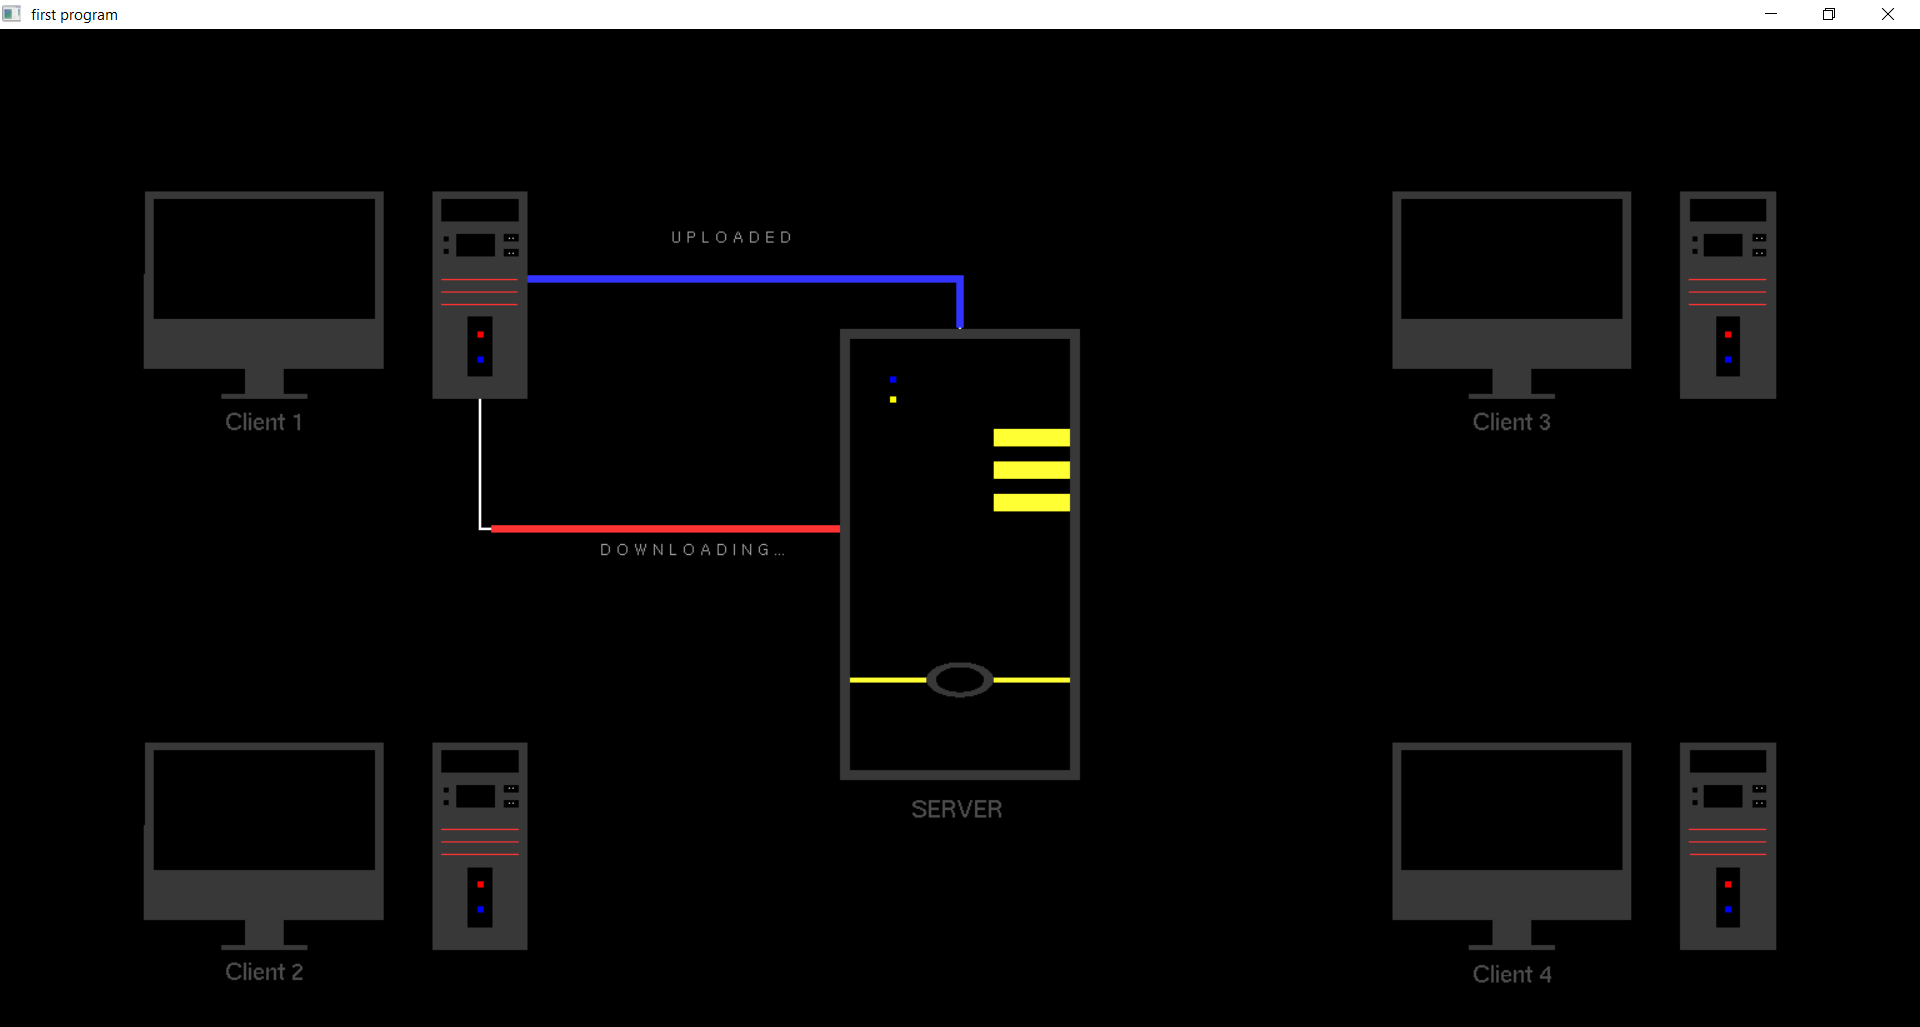 first program
UPLOADED
Client 1
Client 3
DOWNLOADING...
SERVER
Client 2
Client 4